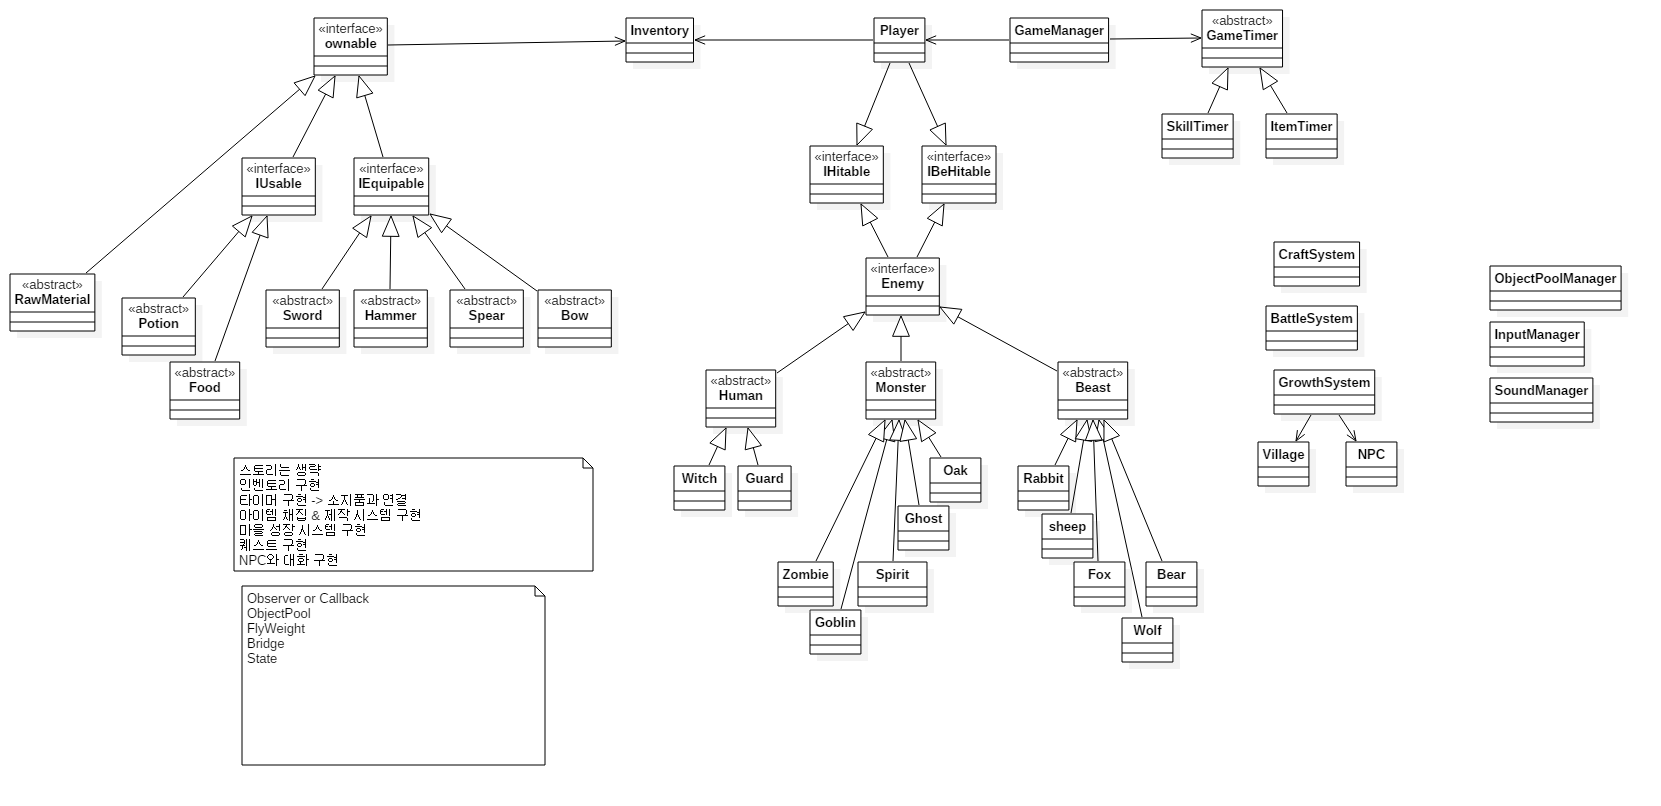 «interface»
ownable
Inventory
Player
GameManager
«abstract»
GameTimer
SkillTimer
ItemTimer
«interface»
IUsable
«interface»
IEquipable
«interface»
IHitable
«interface»
IBeHitable
«abstract»
RawMaterial
«abstract»
Potion
«abstract»
Food
«abstract»
Sword
«abstract»
Hammer
«abstract»
Spear
«abstract»
Bow
«interface»
Enemy
«abstract»
Human
«abstract»
Monster
«abstract»
Beast
Witch
Guard
Oak
Ghost
Zombie
Spirit
Goblin
Rabbit
sheep
Fox
Bear
Wolf
CraftSystem
BattleSystem
GrowthSystem
Village
NPC
ObjectPoolManager
InputManager
SoundManager
스토리는 생략
인벤토리 구현
타이머 구현 -> 소지품과 연결
아이템 채집 & 제작 시스템 구현
마을 성장 시스템 구현
퀘스트 구현
NPC와 대화 구현
Observer or Callback
ObjectPool
FlyWeight
Bridge
State